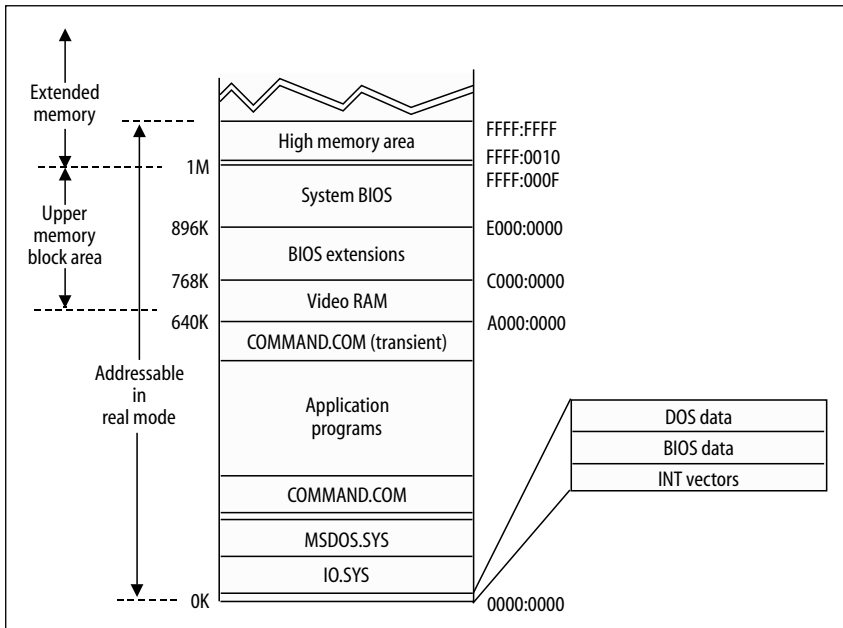 Extended
memory
Upper
memory
block area
Addressable
in
real mode
1M
896K
768K
640K
0K
High memory area
System BIOS
BIOS extensions
Video RAM
COMMAND.COM (transient)
Application
programs
COMMAND.COM
MSDOS.SYS
IO.SYS
FFFF:FFFF
FFFF:0010
FFFF:000F
E000:0000
C000:0000
A000:0000
0000:0000
DOS data
BIOS data
INT vectors